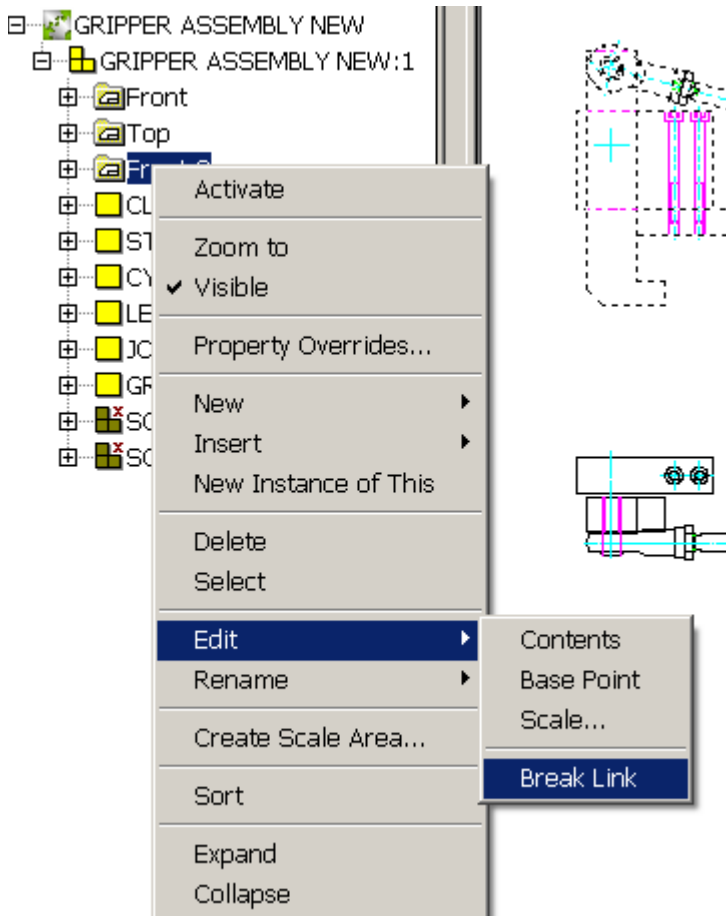 GRIPPER ASSEMBLY NEW
GRIPPER ASSEMBLY NEW:1
Front
Top
Activate
Zoom to
Visible
Property Overrides...
New
Insert
New Instance of This
Delete
Select
Edit
Rename
Create Scale Area...
Sort
Expand
Collapse
Contents
Base Point
Scale...
Break Link